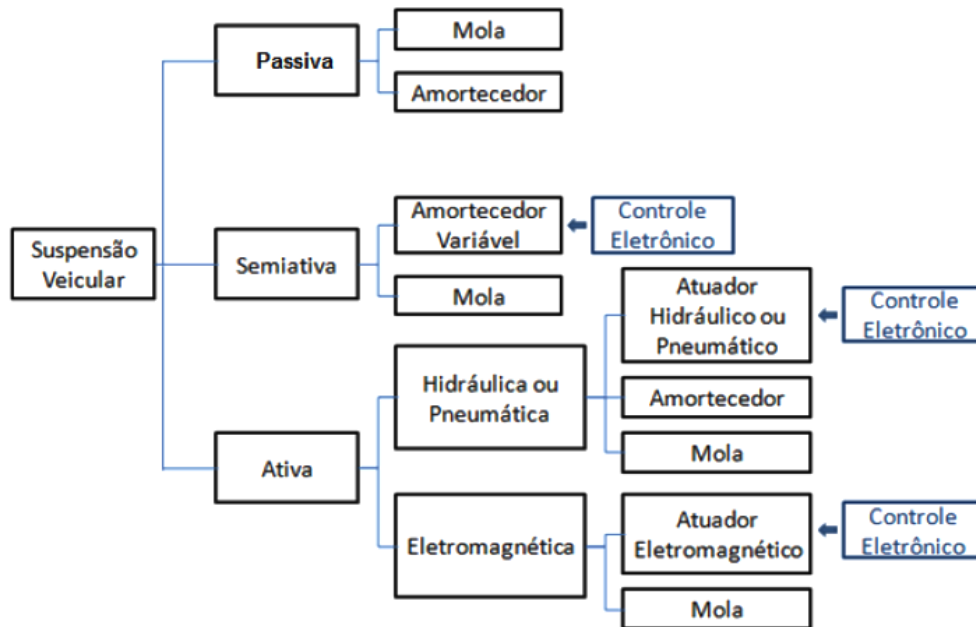 Suspensão
Veicular
Passiva
Mola
Amortecedor
Semiativa
Amortecedor
Variável
Controle
Eletrônico
Mola
Ativa
Hidráulica ou
Pneumática
Atuador
Hidráulico ou
Pneumático
Controle
Eletrônico
Amortecedor
Mola
Eletromagnética
Atuador
Eletromagnético
Controle
Eletrônico
Mola